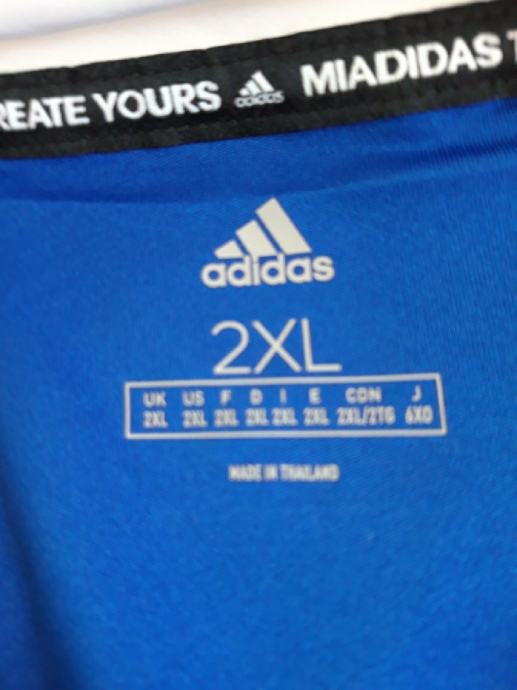 REATE YOURS adidas MIADIDAS T
adidas
2XL
UK US F D I E CDN J
2XL 2XL 2XL 2XL 2XL 2XL 2XL/2TG 6XO
MADE IN THAILAND